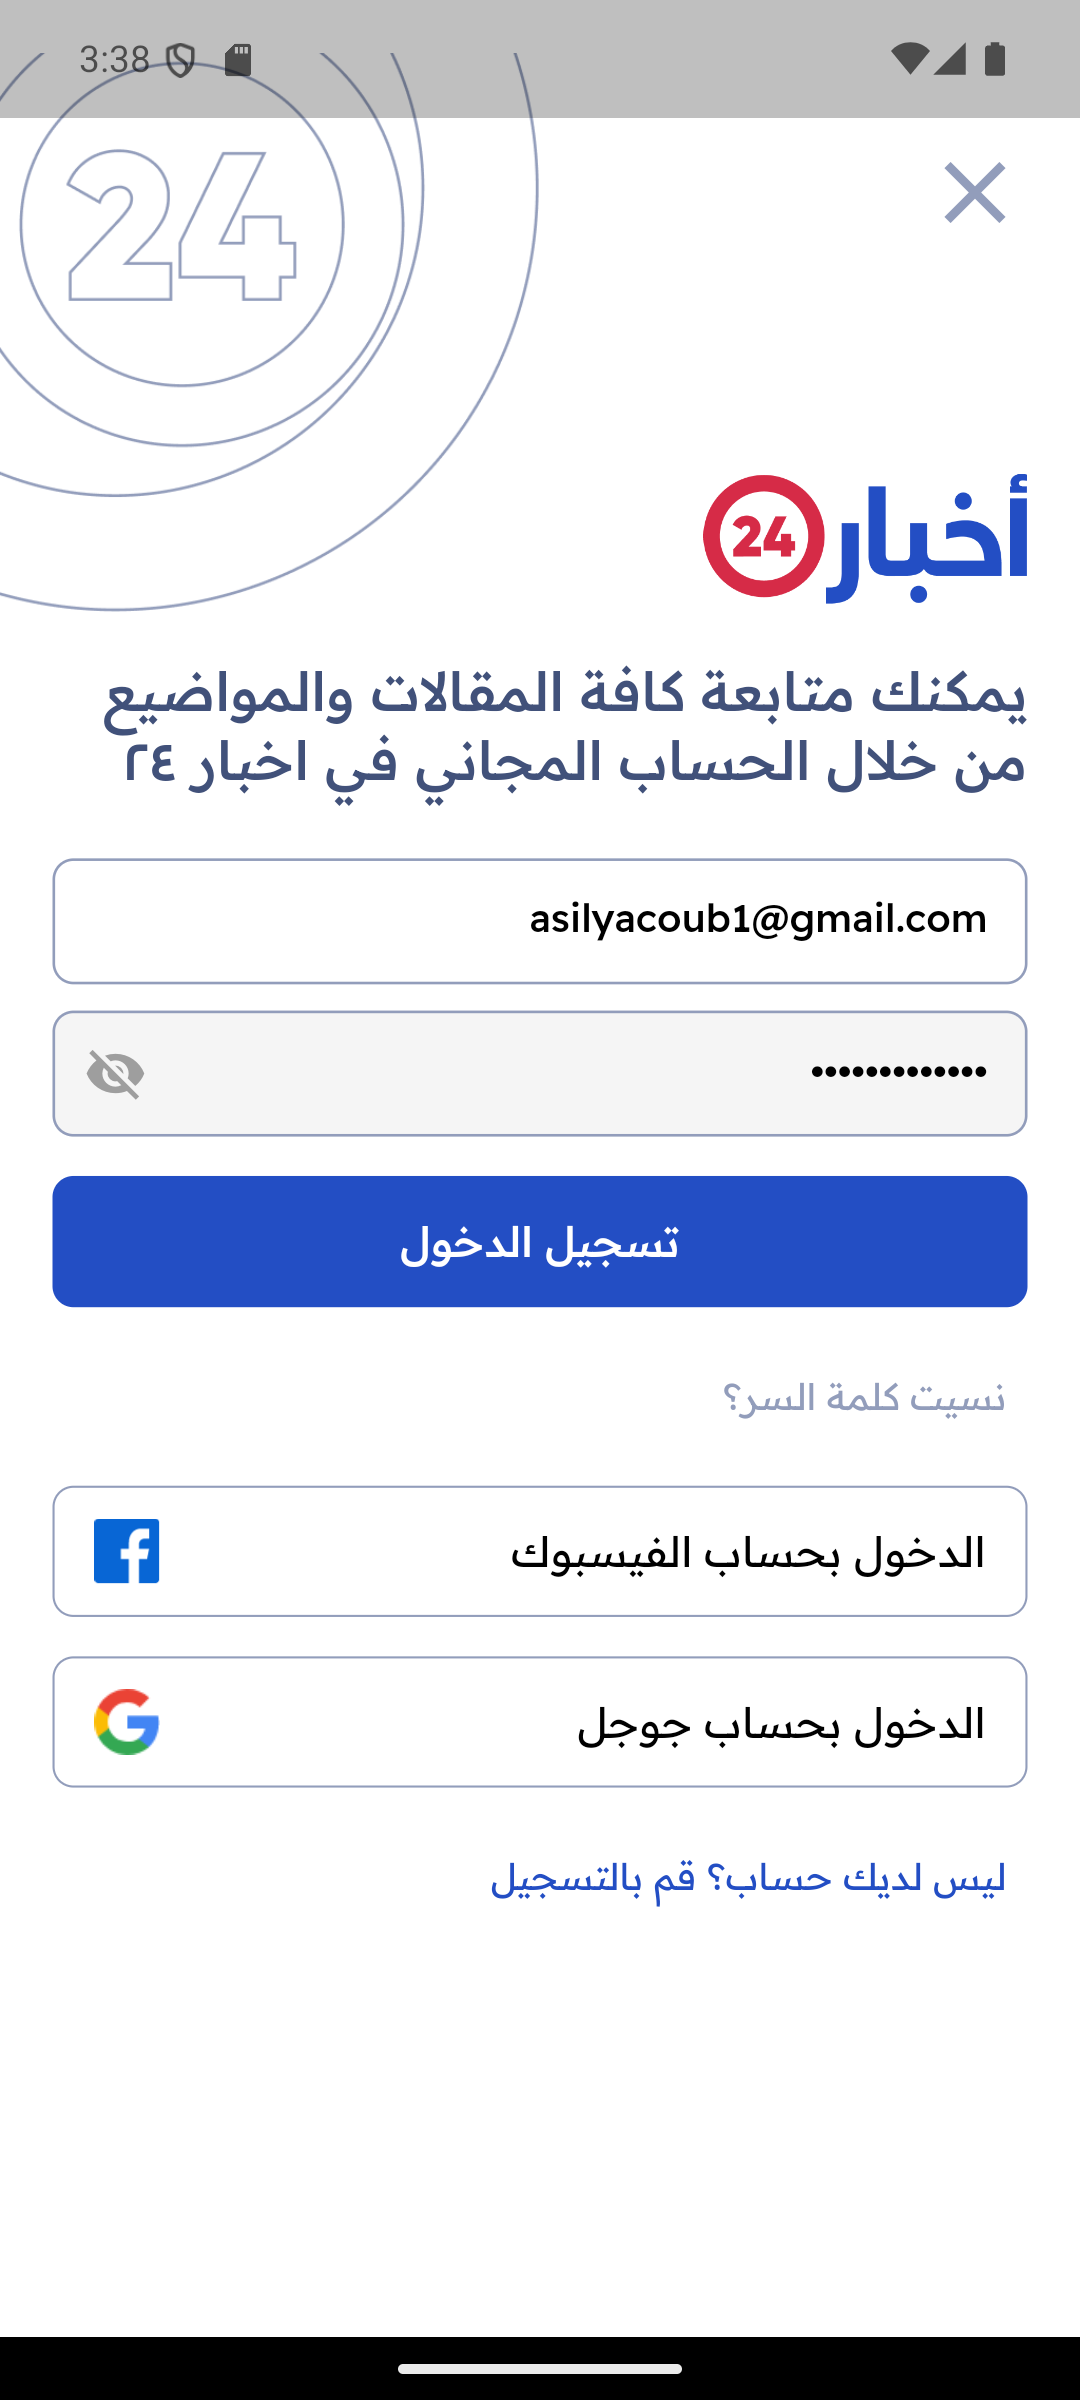 3:38
24
أخبار 24
يمكنك متابعة كافة المقالات والمواضيع
من خلال الحساب المجاني في اخبار ٢٤
asilyacoub1@gmail.com
•••••••••••••
تسجيل الدخول
نسيت كلمة السر؟
الدخول بحساب الفيسبوك
الدخول بحساب جوجل
ليس لديك حساب؟ قم بالتسجيل